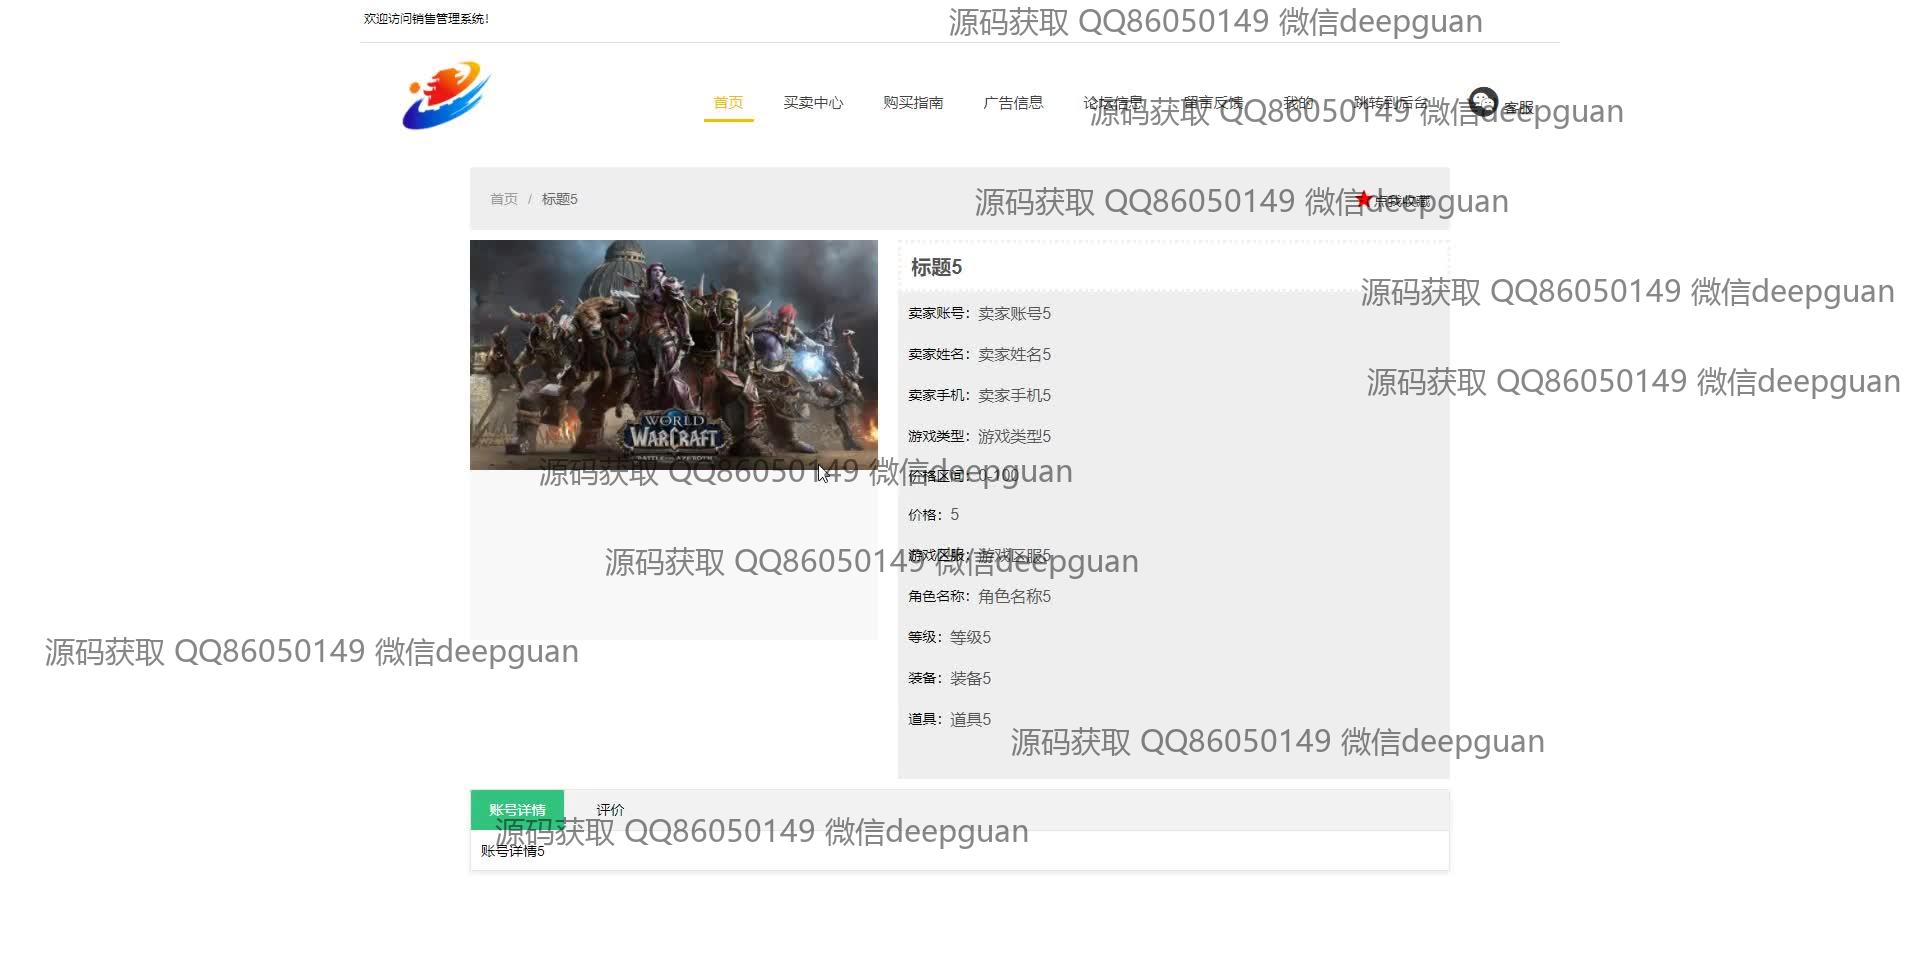 欢迎访问销售管理系统!
源码获取 QQ86050149 微信deepguan
首页 买卖中心 购买指南 广告信息 论坛信息 留言反馈 我的 跳转到后台 客服
源码获取 QQ86050149 微信deepguan
首页 / 标题5
点我收藏
源码获取 QQ86050149 微信deepguan
标题5
源码获取 QQ86050149 微信deepguan
卖家账号：卖家账号5
卖家姓名：卖家姓名5
源码获取 QQ86050149 微信deepguan
卖家手机：卖家手机5
WORLD
WARCRAFT
BATTLE FOR AZEROTH
游戏类型：游戏类型5
价格区间：0-100
源码获取 QQ86050149 微信deepguan
价格：5
游戏区服：游戏区服5
源码获取 QQ86050149 微信deepguan
角色名称：角色名称5
等级：等级5
源码获取 QQ86050149 微信deepguan
装备：装备5
道具：道具5
源码获取 QQ86050149 微信deepguan
账号详情 评价
源码获取 QQ86050149 微信deepguan
账号详情5